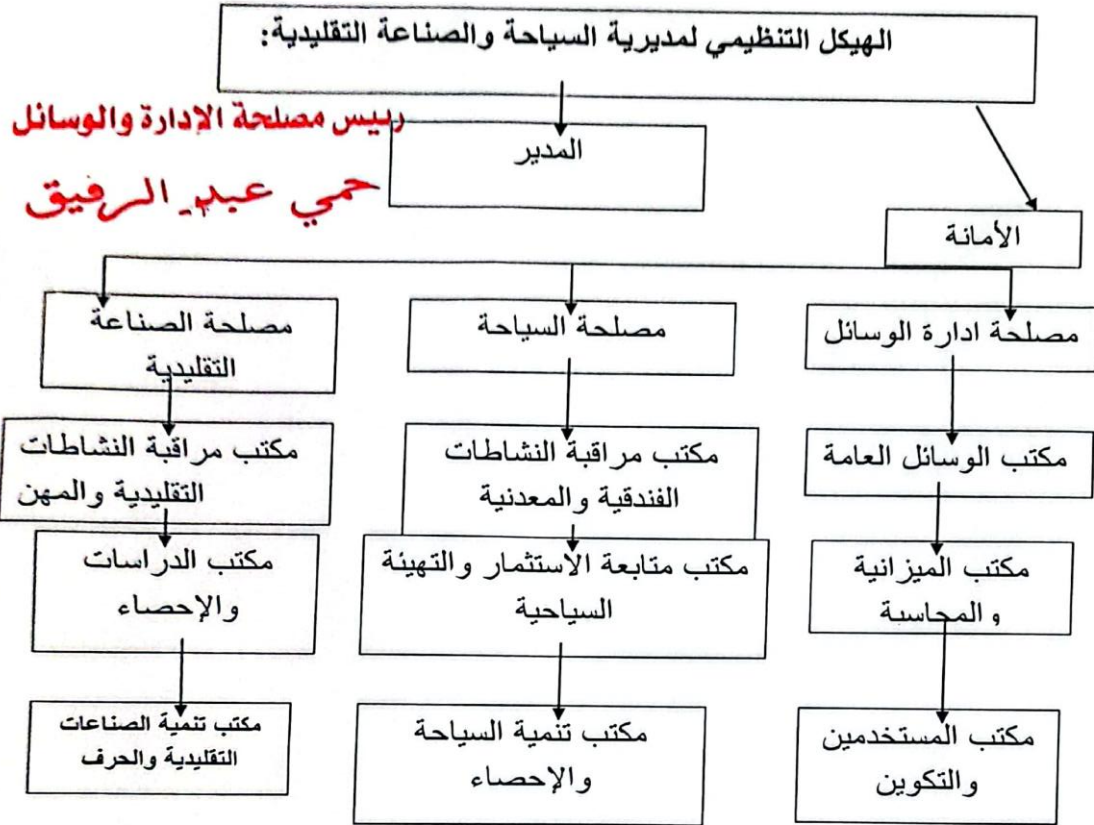 الهيكل التنظيمي لمديرية السياحة والصناعة التقليدية:
رئيس مصلحة الإدارة والوسائل
حمي عبد الرفيق
المدير
الأمانة
مصلحة ادارة الوسائل
مصلحة السياحة
مصلحة الصناعة
التقليدية
مكتب الوسائل العامة
مكتب مراقبة النشاطات
الفندقية والمعدنية
مكتب مراقبة النشاطات
التقليدية والمهن
مكتب الميزانية
والمحاسبة
مكتب متابعة الاستثمار والتهيئة
السياحية
مكتب الدراسات
والإحصاء
مكتب المستخدمين
والتكوين
مكتب تنمية السياحة
والإحصاء
مكتب تنمية الصناعات
التقليدية والحرف